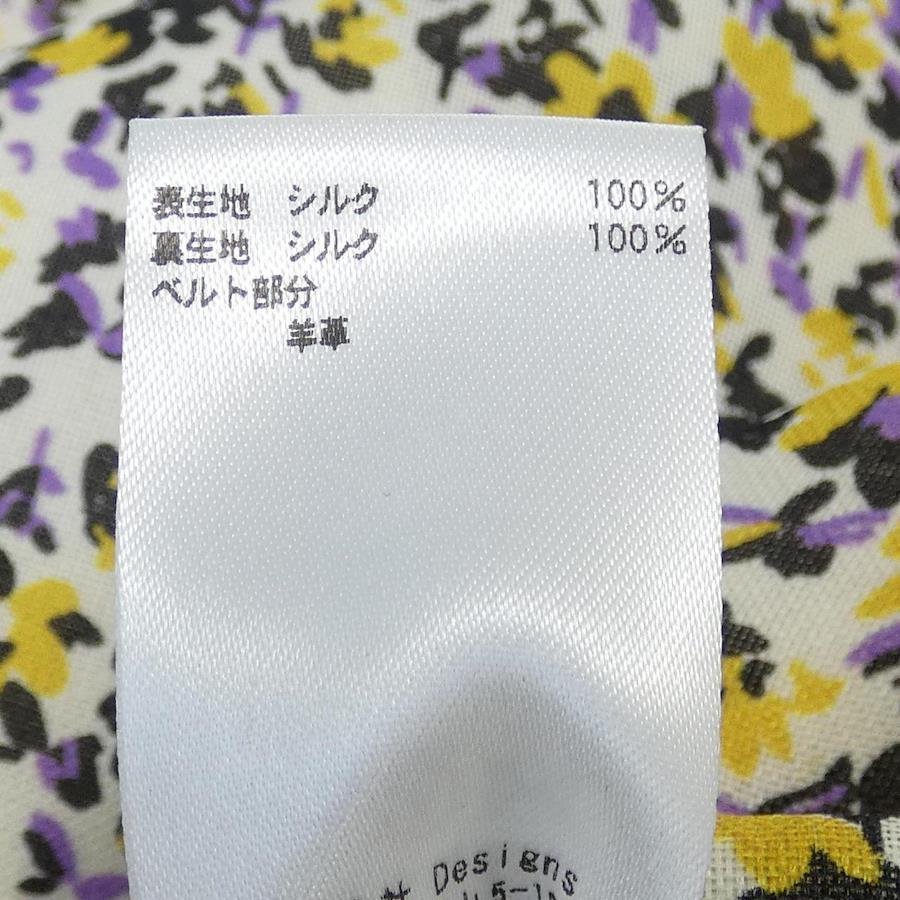 表生地 シルク 100%
裏生地 シルク 100%
ベルト部分
羊革
Designs